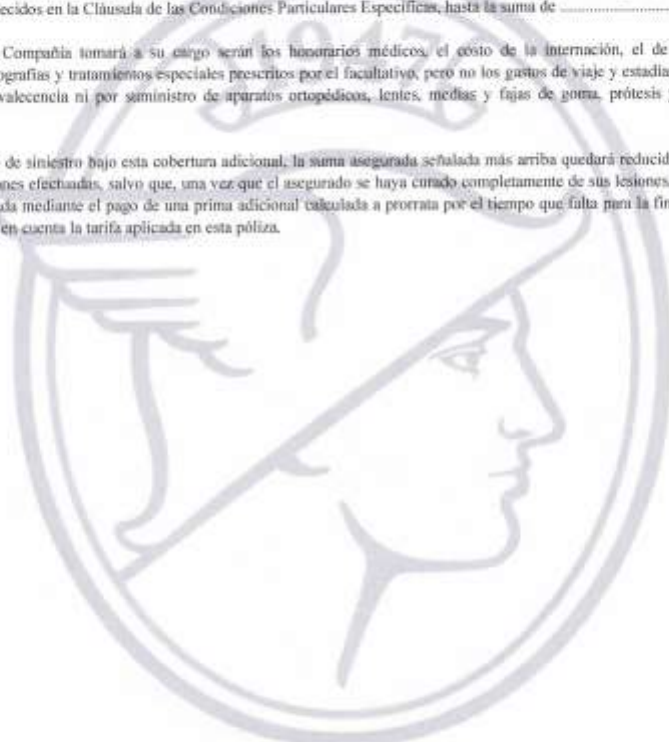 ecidos en la Cláusula de las Condiciones Particulares Específicas, hasta la suma de ........................
Compañía tomará a su cargo serán los honorarios médicos, el costo de la internación, el de
ografías y tratamientos especiales prescritos por el facultativo, pero no los gastos de viaje y estadía
valecencia ni por suministro de aparatos ortopédicos, lentes, medias y fajas de goma, prótesis
de siniestro bajo esta cobertura adicional, la suma asegurada señalada más arriba quedará reducid
ones efectuadas, salvo que, una vez que el asegurado se haya curado completamente de sus lesiones
da mediante el pago de una prima adicional calculada a prorrata por el tiempo que falta para la fin
en cuenta la tarifa aplicada en esta póliza.
1947